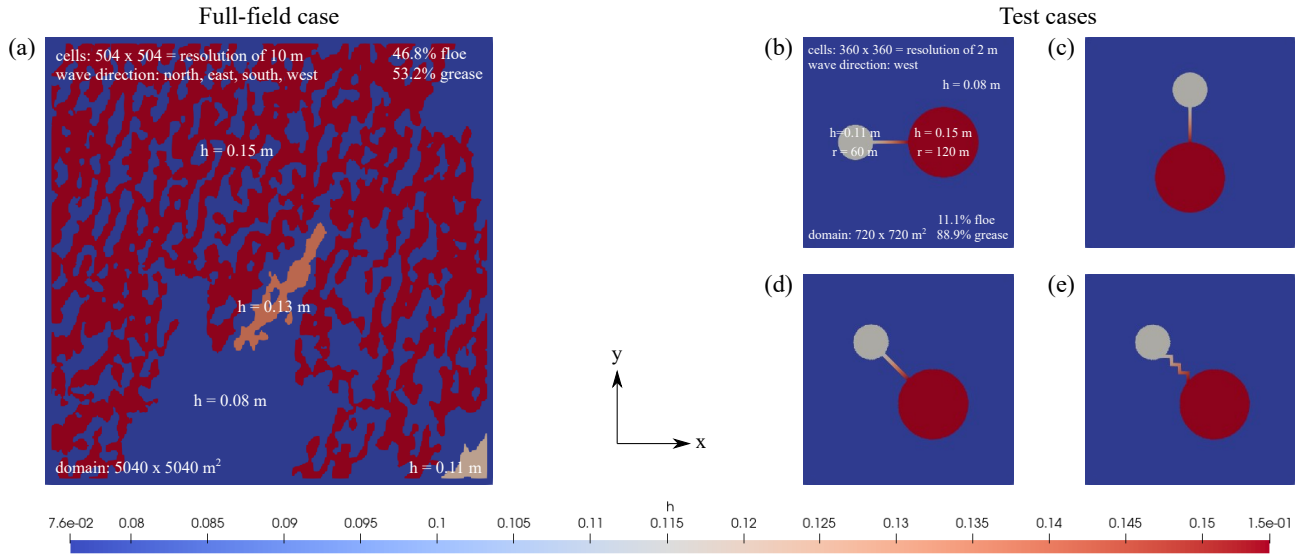 Full-field case
Test cases
(a)
cells: 504 x 504 = resolution of 10 m
46.8% floe
wave direction: north, east, south, west
53.2% grease
h = 0.15 m
h = 0.13 m
h = 0.08 m
domain: 5040 x 5040 m²
h = 0.11 m
y
x
(b)
cells: 360 x 360 = resolution of 2 m
wave direction: west
h = 0.08 m
h=0.11 m
h = 0.15 m
r = 60 m
r = 120 m
11.1% floe
domain: 720 x 720 m²
88.9% grease
(c)
(d)
(e)
h
7.6e-02 0.08 0.085 0.09 0.095 0.1 0.105 0.11 0.115 0.12 0.125 0.13 0.135 0.14 0.145 0.15 1.5e-01